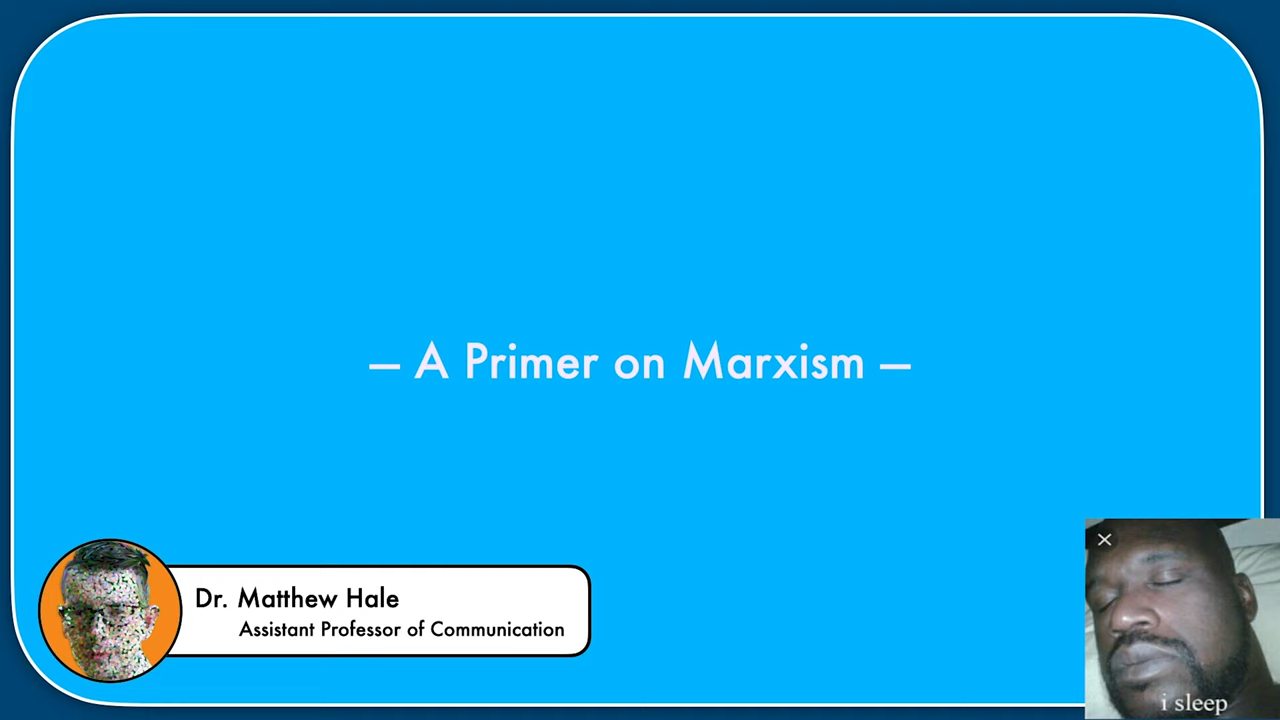 — A Primer on Marxism —
Dr. Matthew Hale
Assistant Professor of Communication
i sleep